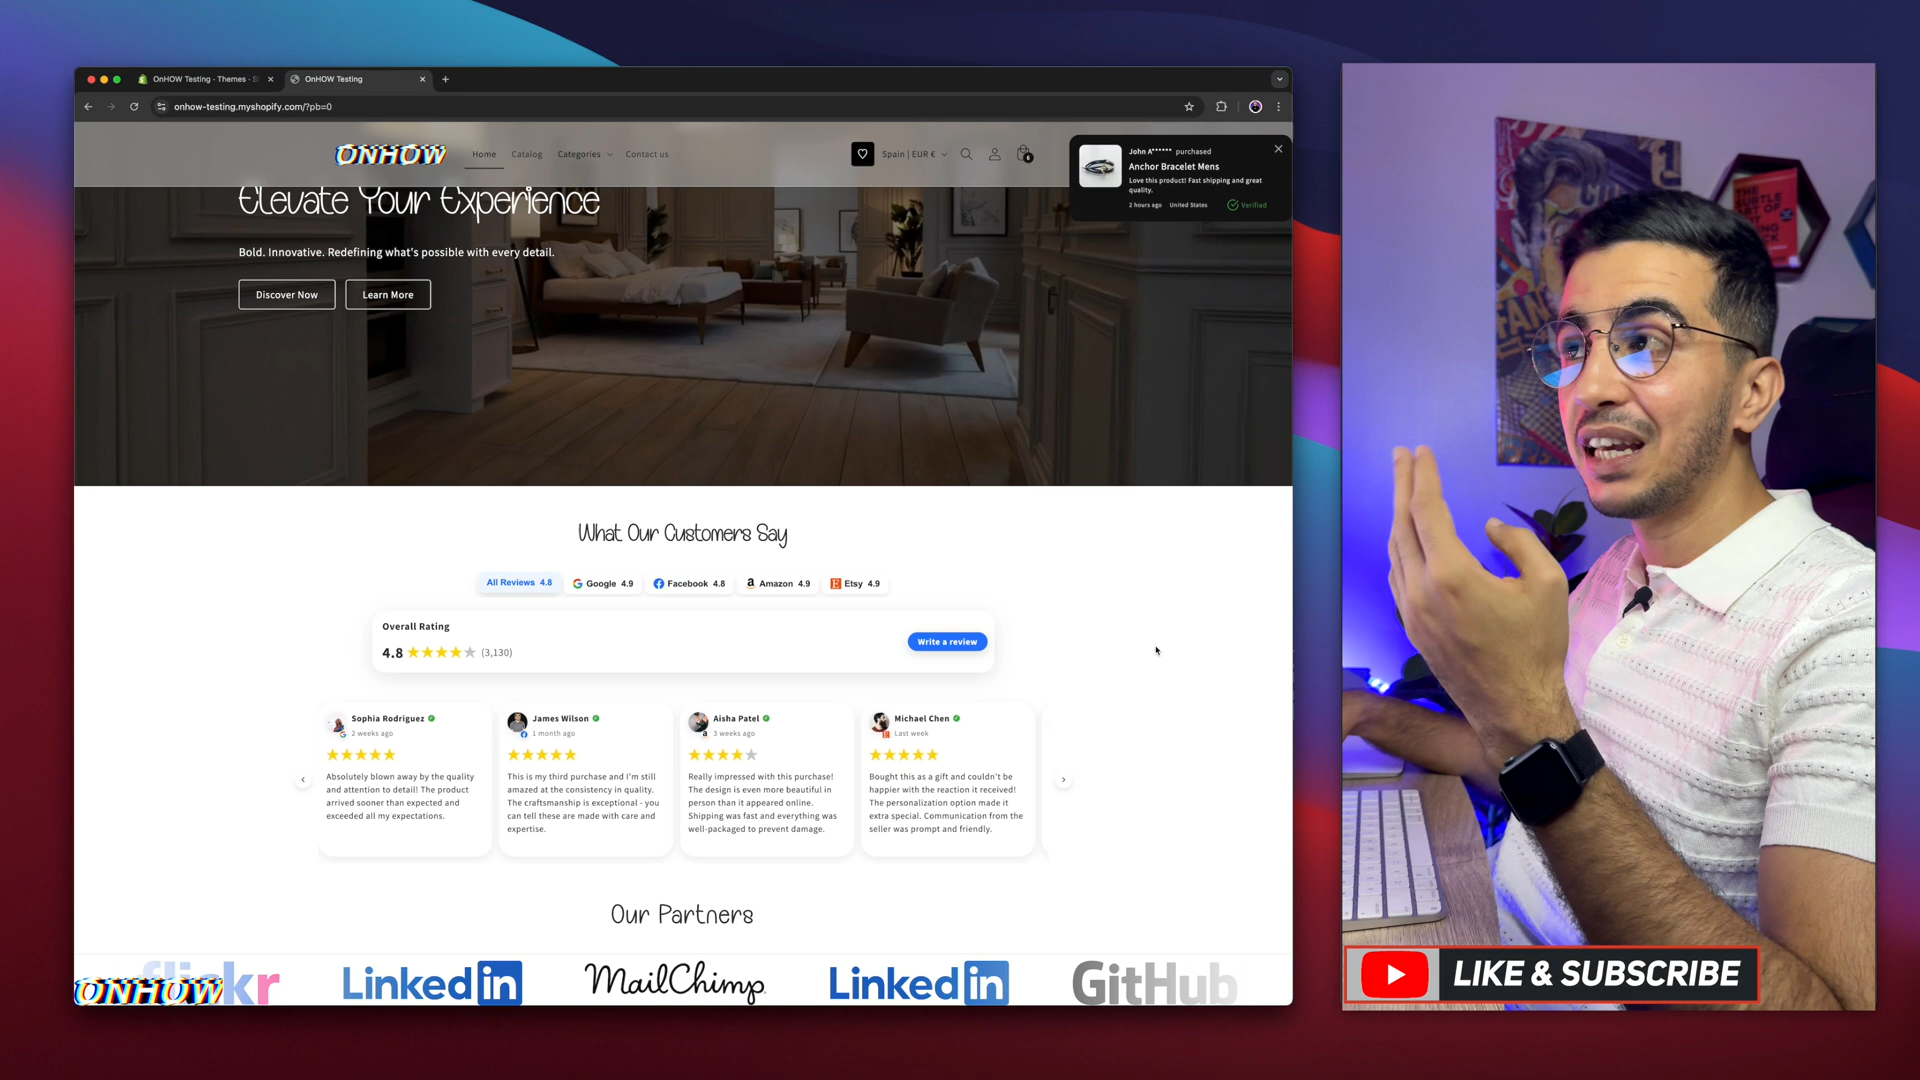 OnHOW Testing · Themes · S
OnHOW Testing
onhow-testing.myshopify.com/?pb=0
ONHOW
Home
Catalog
Categories
Contact us
Spain | EUR €
6
John A****** purchased
Anchor Bracelet Mens
Love this product! Fast shipping and great
quality.
2 hours ago
United States
Verified
Elevate Your Experience
Bold. Innovative. Redefining what's possible with every detail.
Discover Now
Learn More
What Our Customers Say
All Reviews 4.8
Google 4.9
Facebook 4.8
Amazon 4.9
Etsy 4.9
Overall Rating
4.8
(3,130)
Write a review
Sophia Rodriguez
2 weeks ago
Absolutely blown away by the quality
and attention to detail! The product
arrived sooner than expected and
exceeded all my expectations.
James Wilson
1 month ago
This is my third purchase and I'm still
amazed at the consistency in quality.
The craftsmanship is exceptional - you
can tell these are made with care and
expertise.
Aisha Patel
3 weeks ago
Really impressed with this purchase!
The design is even more beautiful in
person than it appeared online.
Shipping was fast and everything was
well-packaged to prevent damage.
Michael Chen
Last week
Bought this as a gift and couldn't be
happier with the reaction it received!
The personalization option made it
extra special. Communication from the
seller was prompt and friendly.
Our Partners
flickr
LinkedIn
MailChimp
LinkedIn
GitHub
ONHOW
THE
SUBTLE
ART OF
FAN
LIKE & SUBSCRIBE